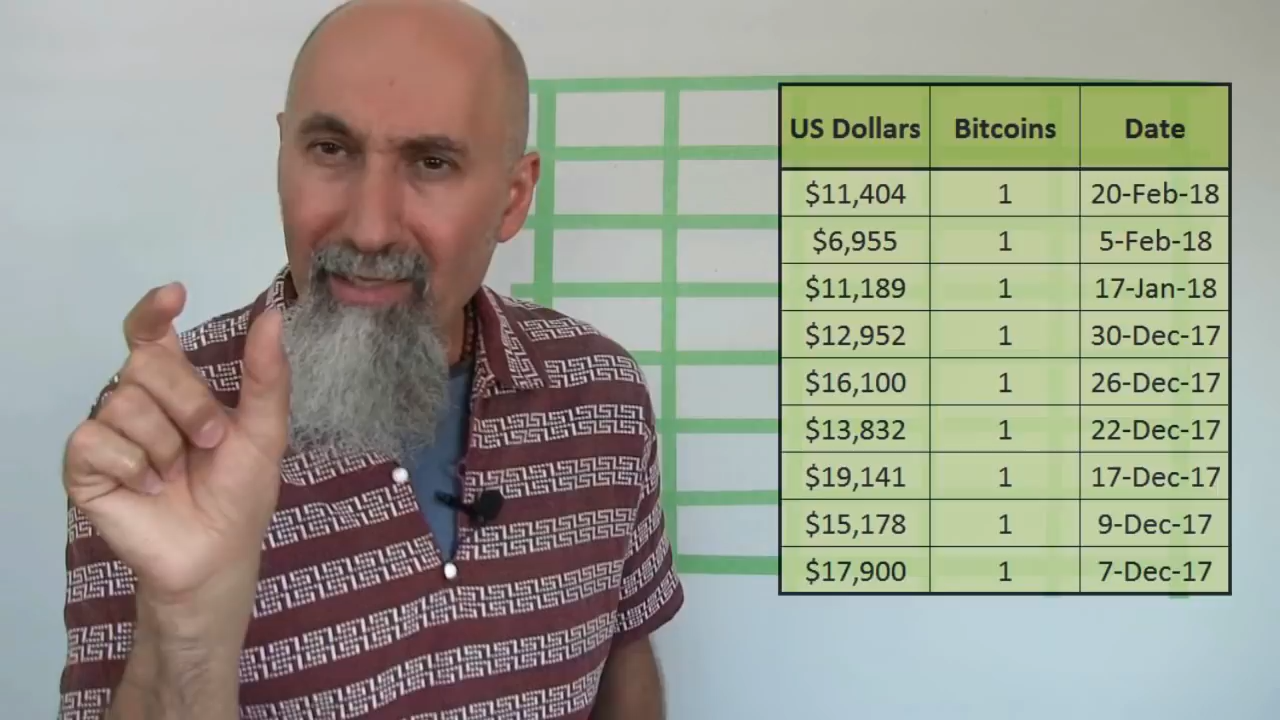 US Dollars Bitcoins Date
$11,404 1 20-Feb-18
$6,955 1 5-Feb-18
$11,189 1 17-Jan-18
$12,952 1 30-Dec-17
$16,100 1 26-Dec-17
$13,832 1 22-Dec-17
$19,141 1 17-Dec-17
$15,178 1 9-Dec-17
$17,900 1 7-Dec-17